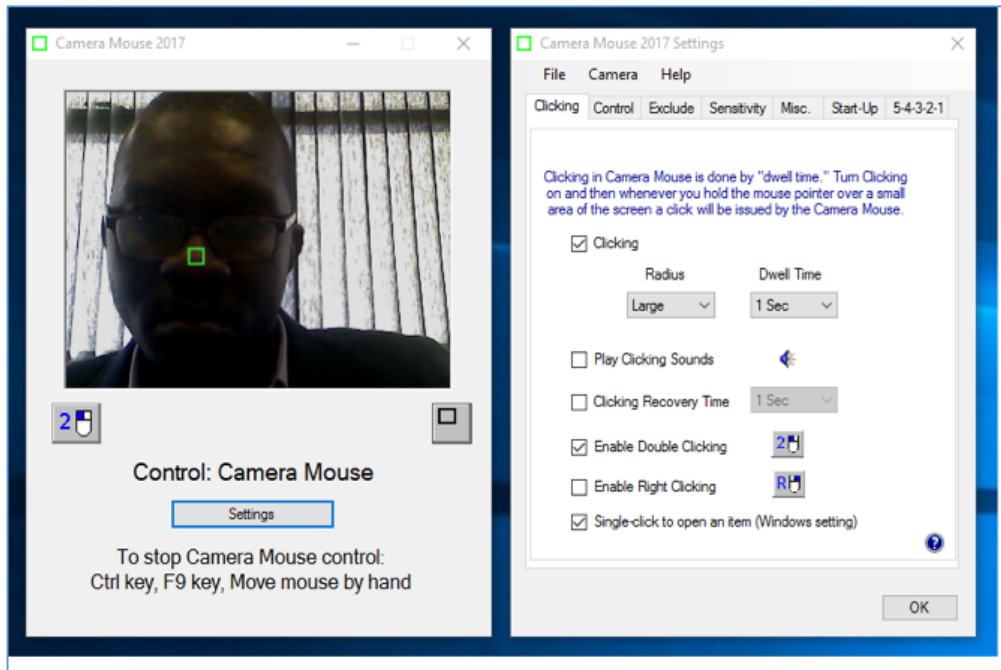 Camera Mouse 2017
2
Control: Camera Mouse
Settings
To stop Camera Mouse control:
Ctrl key, F9 key, Move mouse by hand
Camera Mouse 2017 Settings
File Camera Help
Clicking Control Exclude Sensitivity Misc. Start-Up 5-4-3-2-1
Clicking in Camera Mouse is done by "dwell time." Turn Clicking
on and then whenever you hold the mouse pointer over a small
area of the screen a click will be issued by the Camera Mouse.
Clicking
Radius Dwell Time
Large 1 Sec
Play Clicking Sounds
Clicking Recovery Time 1 Sec
Enable Double Clicking 2
Enable Right Clicking R
Single-click to open an item (Windows setting)
?
OK